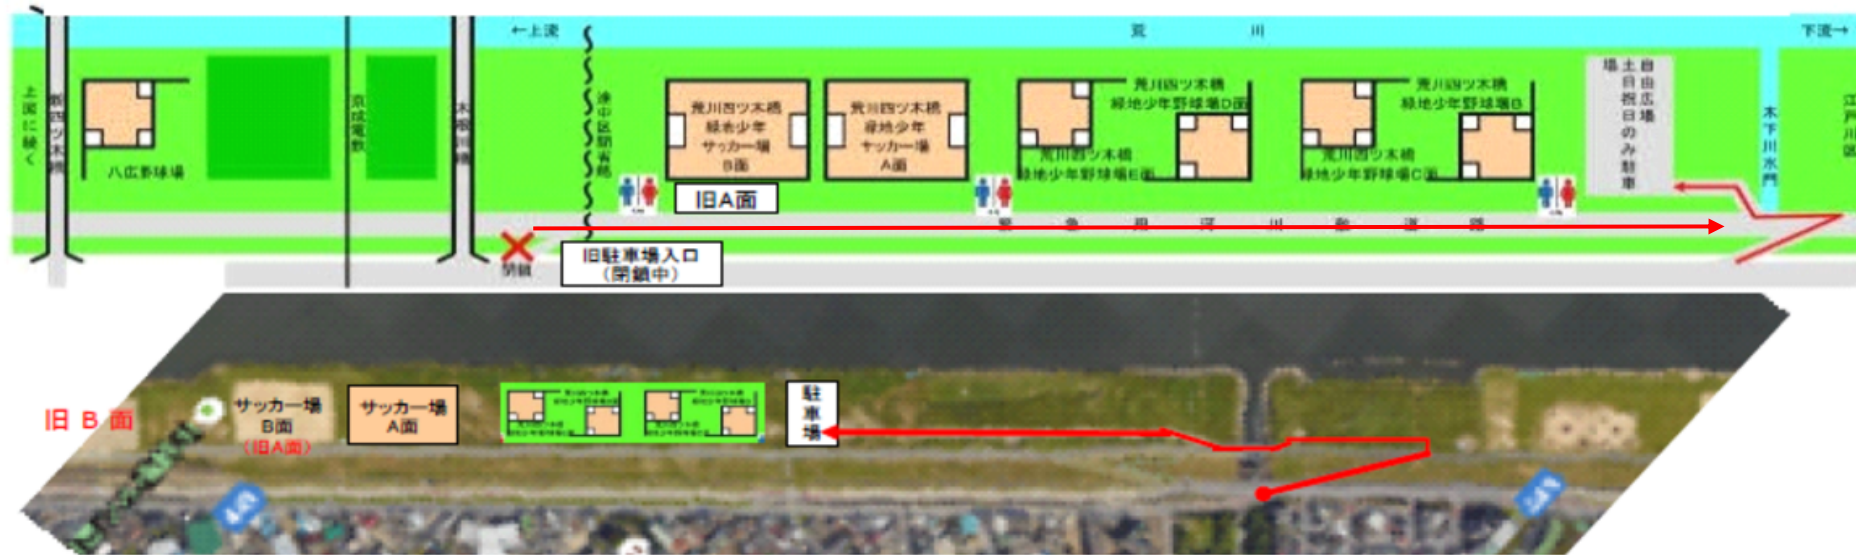 ←上流
荒川
下流→
上流に続く
新四ツ木橋
八広野球場
京成電鉄
木根川橋
途中区間省略
荒川四ツ木橋
緑地少年
サッカー場
B面
荒川四ツ木橋
緑地少年
サッカー場
A面
荒川四ツ木橋
緑地少年野球場D面
荒川四ツ木橋
緑地少年野球場E面
荒川四ツ木橋
緑地少年野球場B
荒川四ツ木橋
緑地少年野球場C面
自由広場
土日祝日のみ駐車
場
木下川水門
江戸川区
旧A面
閉鎖
旧駐車場入口
(閉鎖中)
旧 B 面
サッカー場
B面
(旧A面)
サッカー場
A面
駐車場